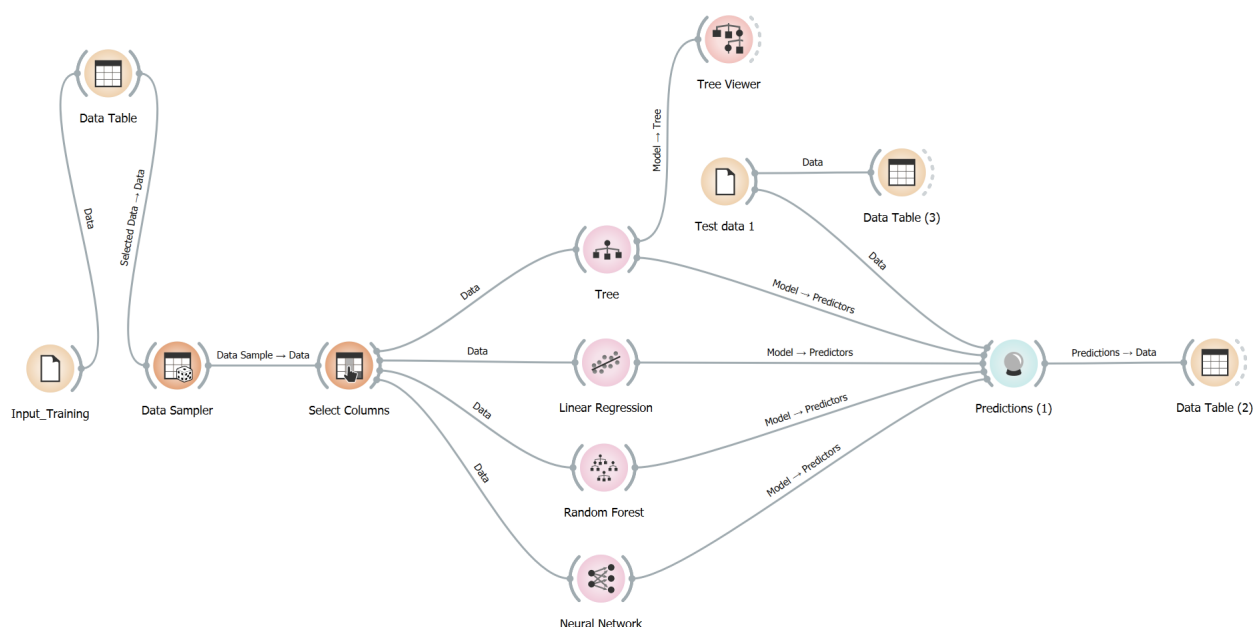 Tree Viewer
Data Table
Model → Tree
Data
Test data 1
Data Table (3)
Data
Selected Data → Data
Data
Tree
Data
Model → Predictors
Input_Training
Data Sampler
Data Sample → Data
Select Columns
Data
Linear Regression
Model → Predictors
Predictions (1)
Predictions → Data
Data Table (2)
Data
Random Forest
Model → Predictors
Data
Neural Network
Model → Predictors